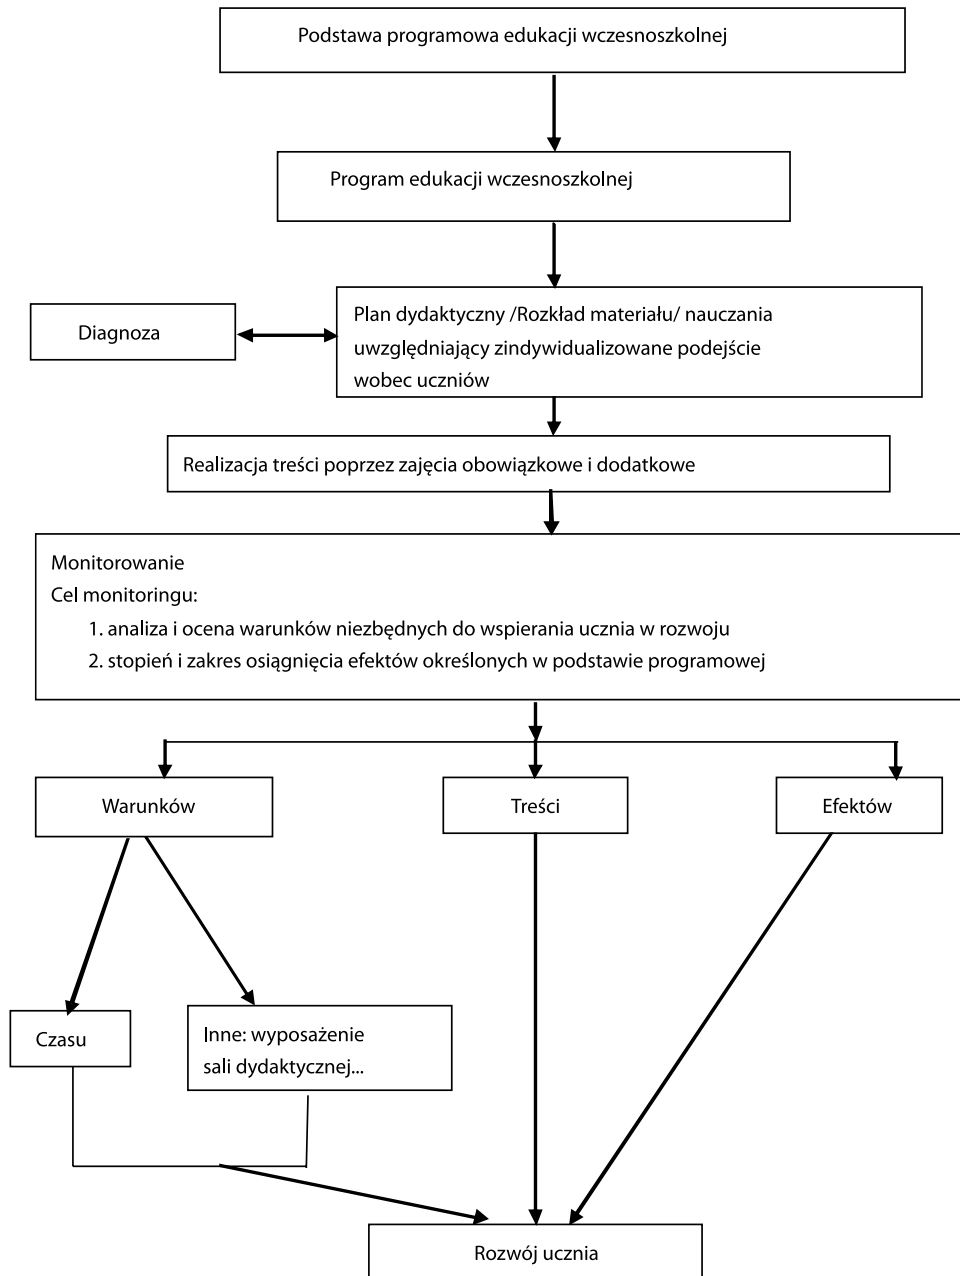 Podstawa programowa edukacji wczesnoszkolnej
Program edukacji wczesnoszkolnej
Diagnoza
Plan dydaktyczny /Rozkład materiału/ nauczania
uwzględniający zindywidualizowane podejście
wobec uczniów
Realizacja treści poprzez zajęcia obowiązkowe i dodatkowe
Monitorowanie
Cel monitoringu:
1. analiza i ocena warunków niezbędnych do wspierania ucznia w rozwoju
2. stopień i zakres osiągnięcia efektów określonych w podstawie programowej
Warunków
Treści
Efektów
Czasu
Inne: wyposażenie
sali dydaktycznej...
Rozwój ucznia